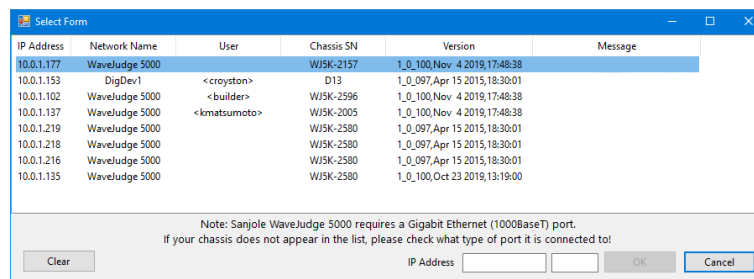 Select Form
IP Address Network Name User Chassis SN Version Message
10.0.1.177 WaveJudge 5000 WJ5K-2157 1_0_100,Nov 4 2019,17:48:38
10.0.1.153 DigDev1 <croyston> D13 1_0_097,Apr 15 2015,18:30:01
10.0.1.102 WaveJudge 5000 <builder> WJ5K-2596 1_0_100,Nov 4 2019,17:48:38
10.0.1.137 WaveJudge 5000 <kmatsumoto> WJ5K-2005 1_0_100,Nov 4 2019,17:48:38
10.0.1.219 WaveJudge 5000 WJ5K-2580 1_0_097,Apr 15 2015,18:30:01
10.0.1.218 WaveJudge 5000 WJ5K-2580 1_0_097,Apr 15 2015,18:30:01
10.0.1.216 WaveJudge 5000 WJ5K-2580 1_0_097,Apr 15 2015,18:30:01
10.0.1.135 WaveJudge 5000 WJ5K-2580 1_0_100,Oct 23 2019,13:19:00
Note: Sanjole WaveJudge 5000 requires a Gigabit Ethernet (1000BaseT) port.
If your chassis does not appear in the list, please check what type of port it is connected to!
Clear IP Address OK Cancel